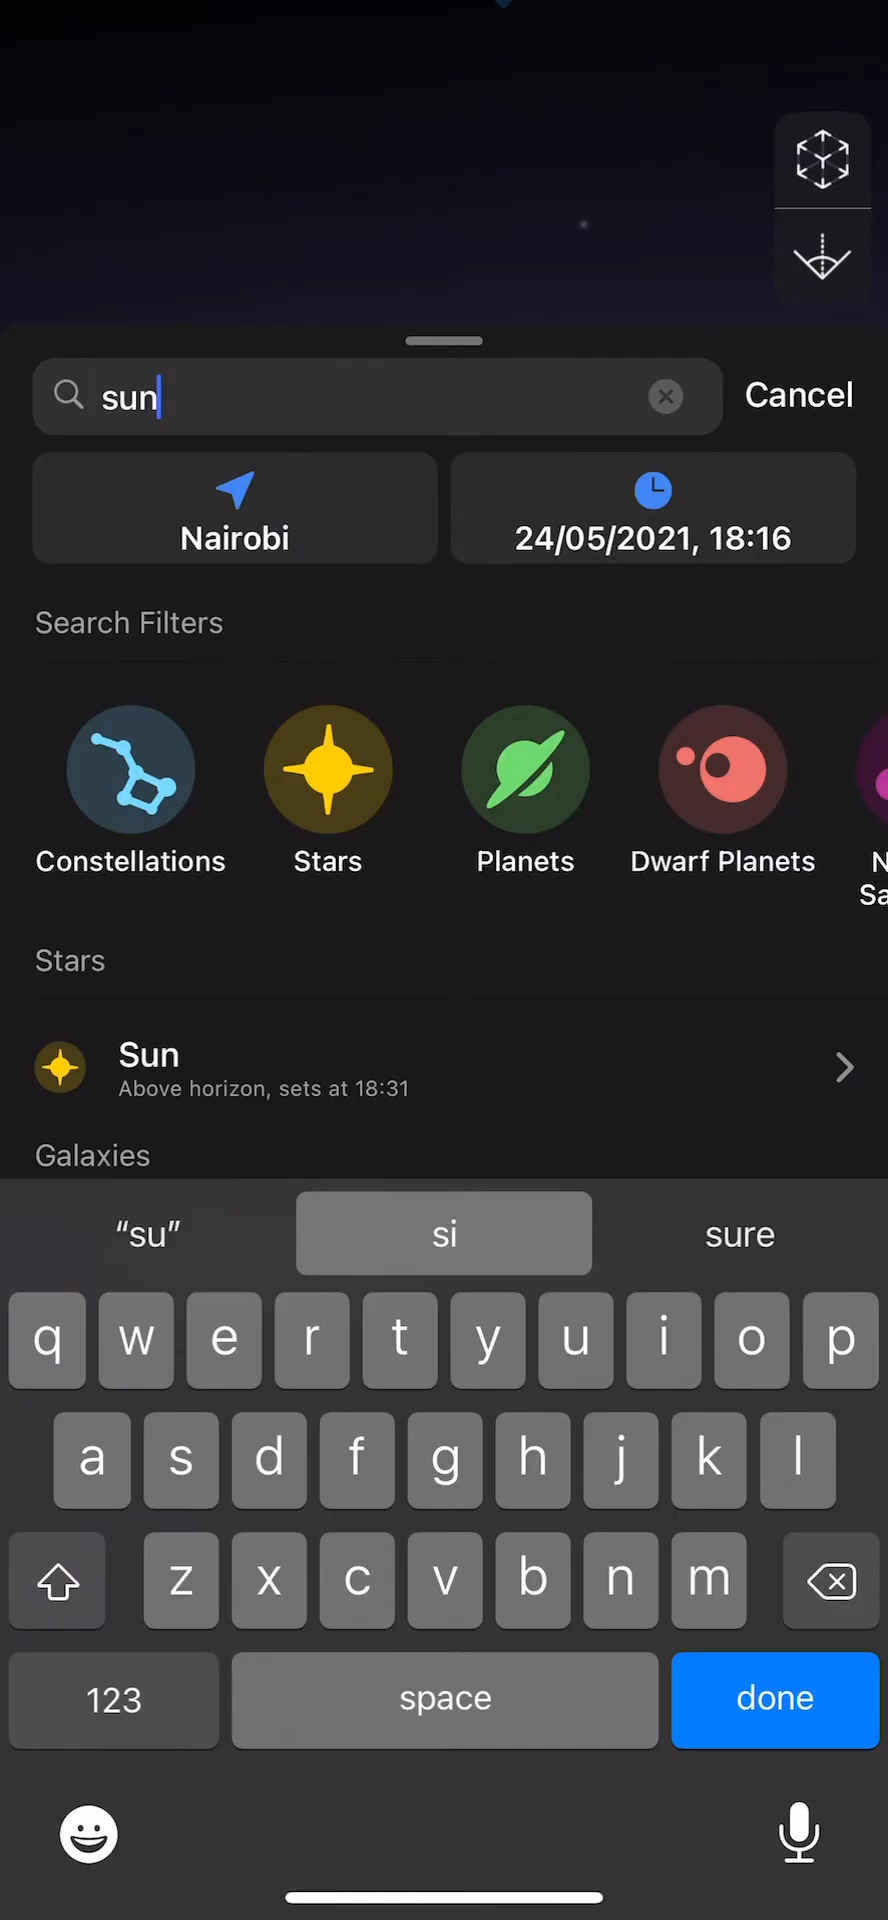 sun
Cancel
Nairobi
24/05/2021, 18:16
Search Filters
Constellations
Stars
Planets
Dwarf Planets
N
Sa
Stars
Sun
Above horizon, sets at 18:31
Galaxies
“su”
si
sure
q w e r t y u i o p
a s d f g h j k l
z x c v b n m
123
space
done